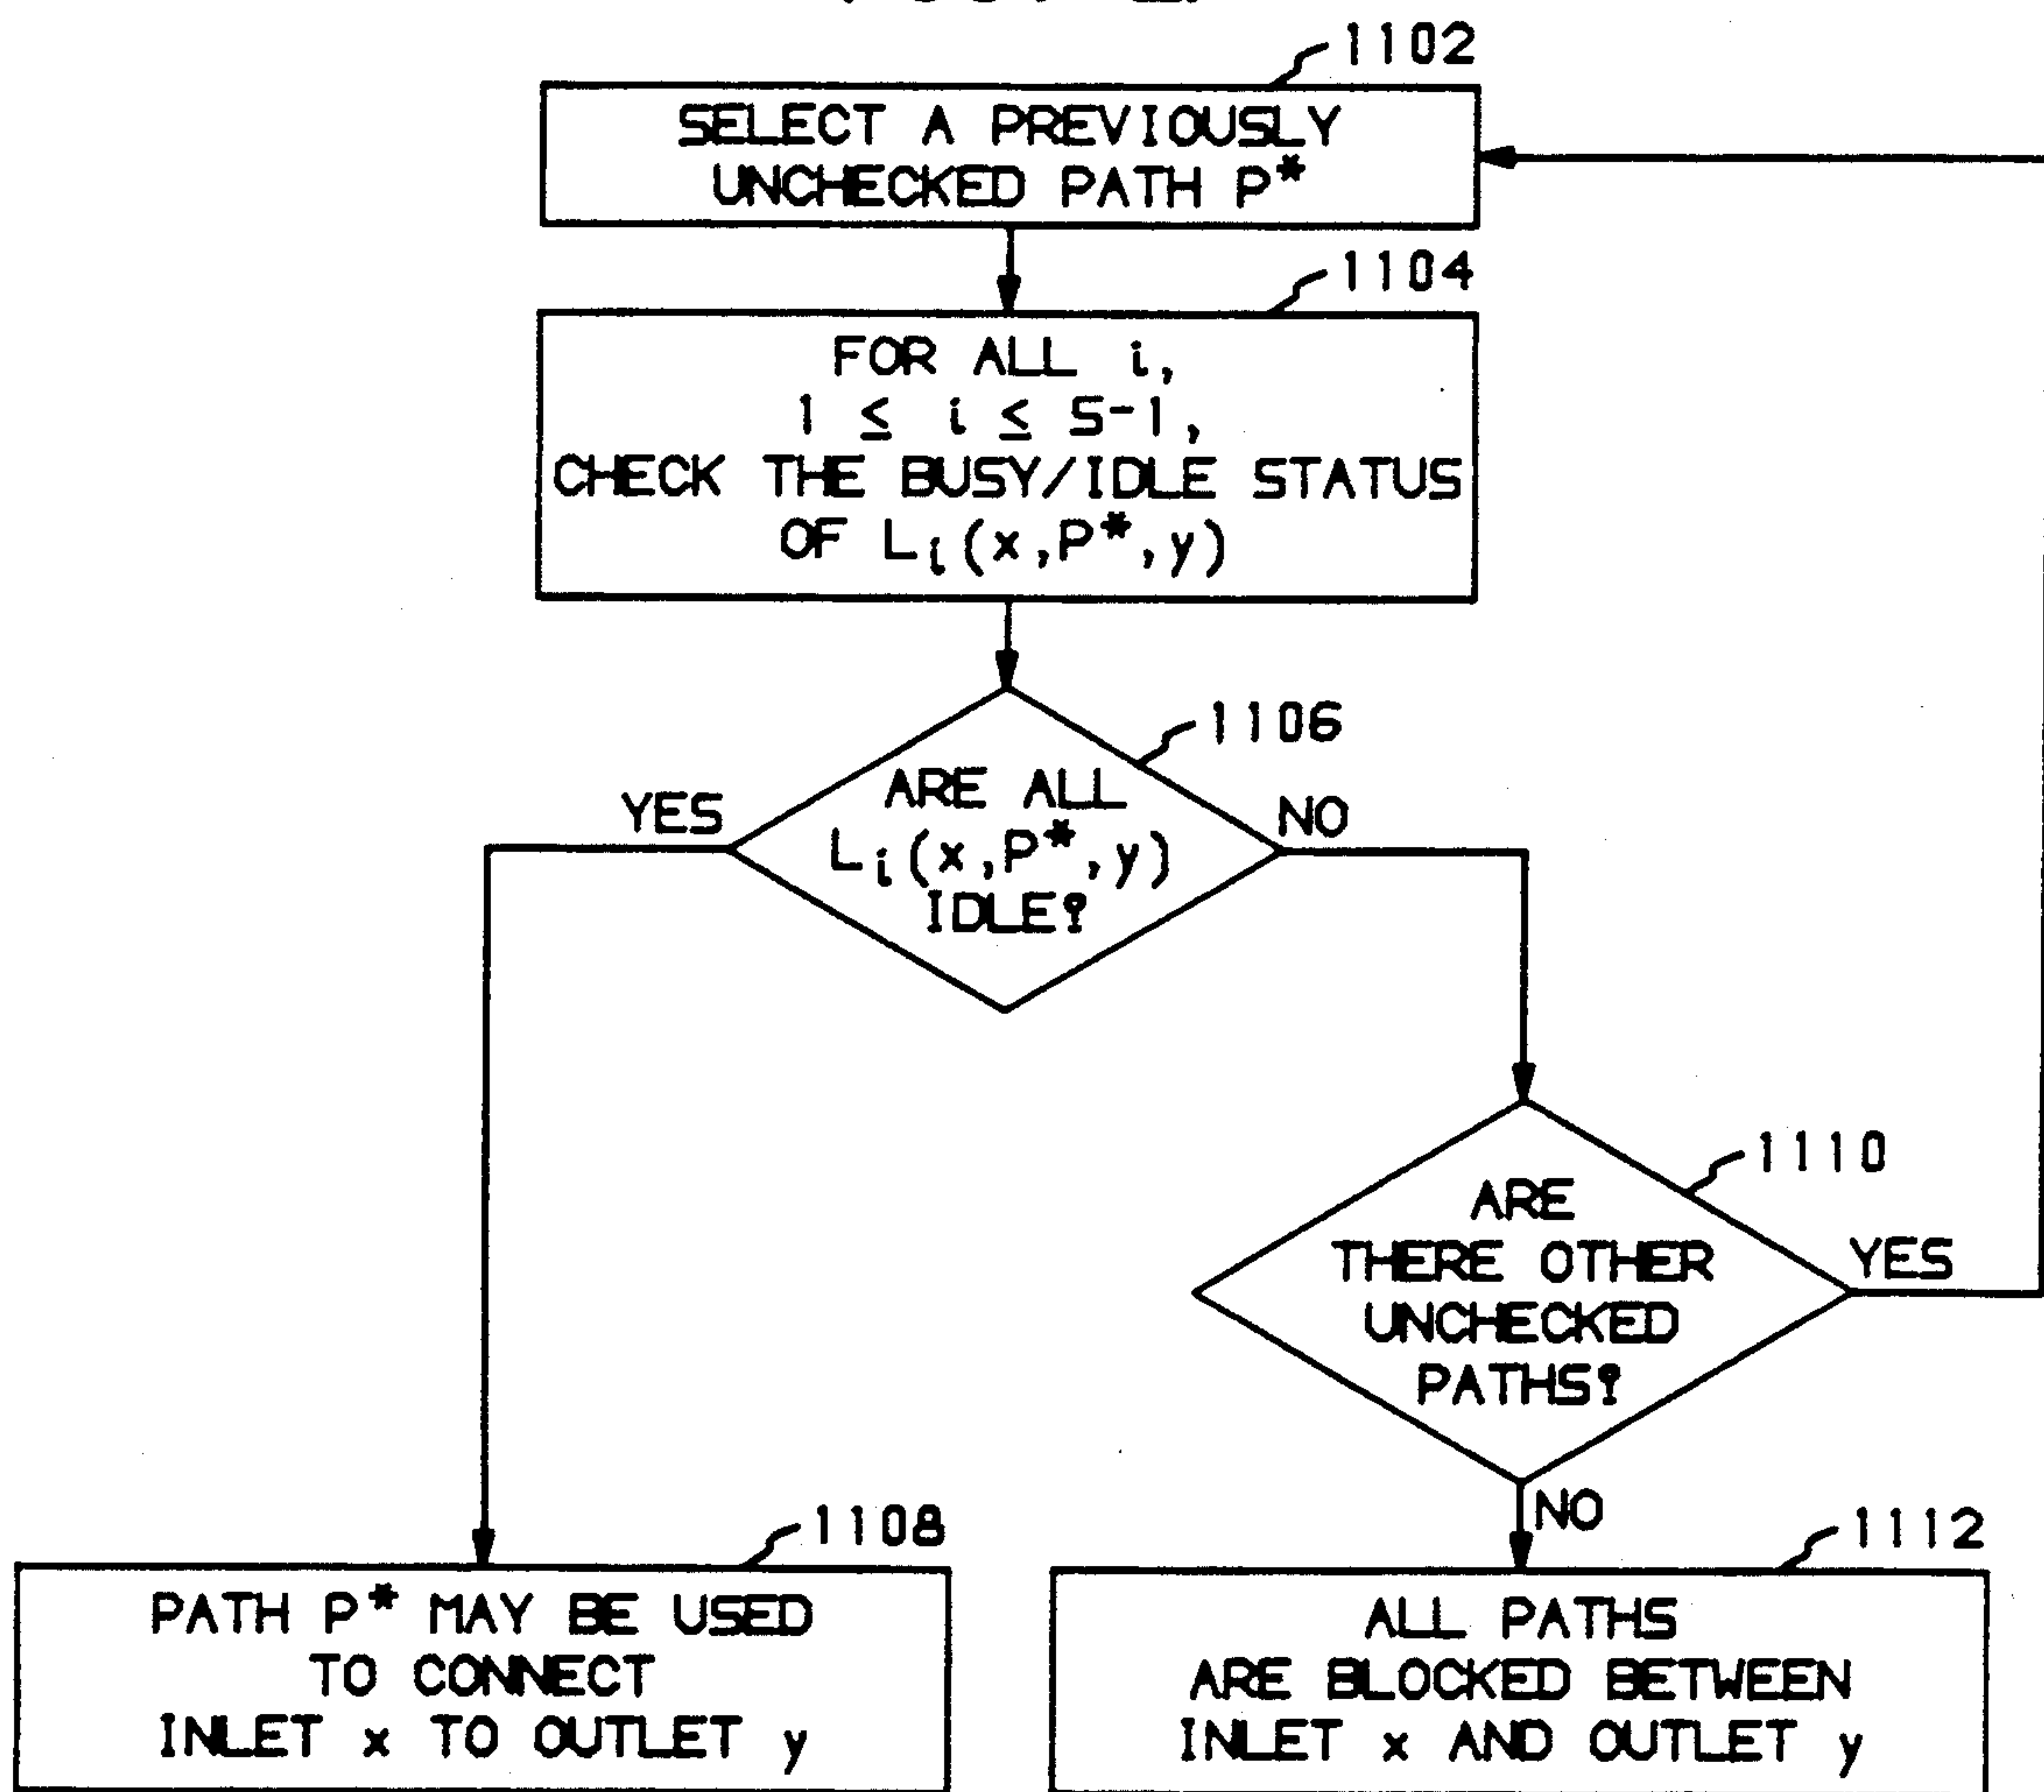 1102
SELECT A PREVIOUSLY
UNCHECKED PATH P*
1104
FOR ALL i,
1 ≤ i ≤ S-1,
CHECK THE BUSY/IDLE STATUS
OF Li(x,P*,y)
1106
ARE ALL
Li(x,P*,y)
IDLE?
YES
NO
1110
ARE
THERE OTHER
UNCHECKED
PATHS?
YES
NO
1108
PATH P* MAY BE USED
TO CONNECT
INLET x TO OUTLET y
1112
ALL PATHS
ARE BLOCKED BETWEEN
INLET x AND OUTLET y